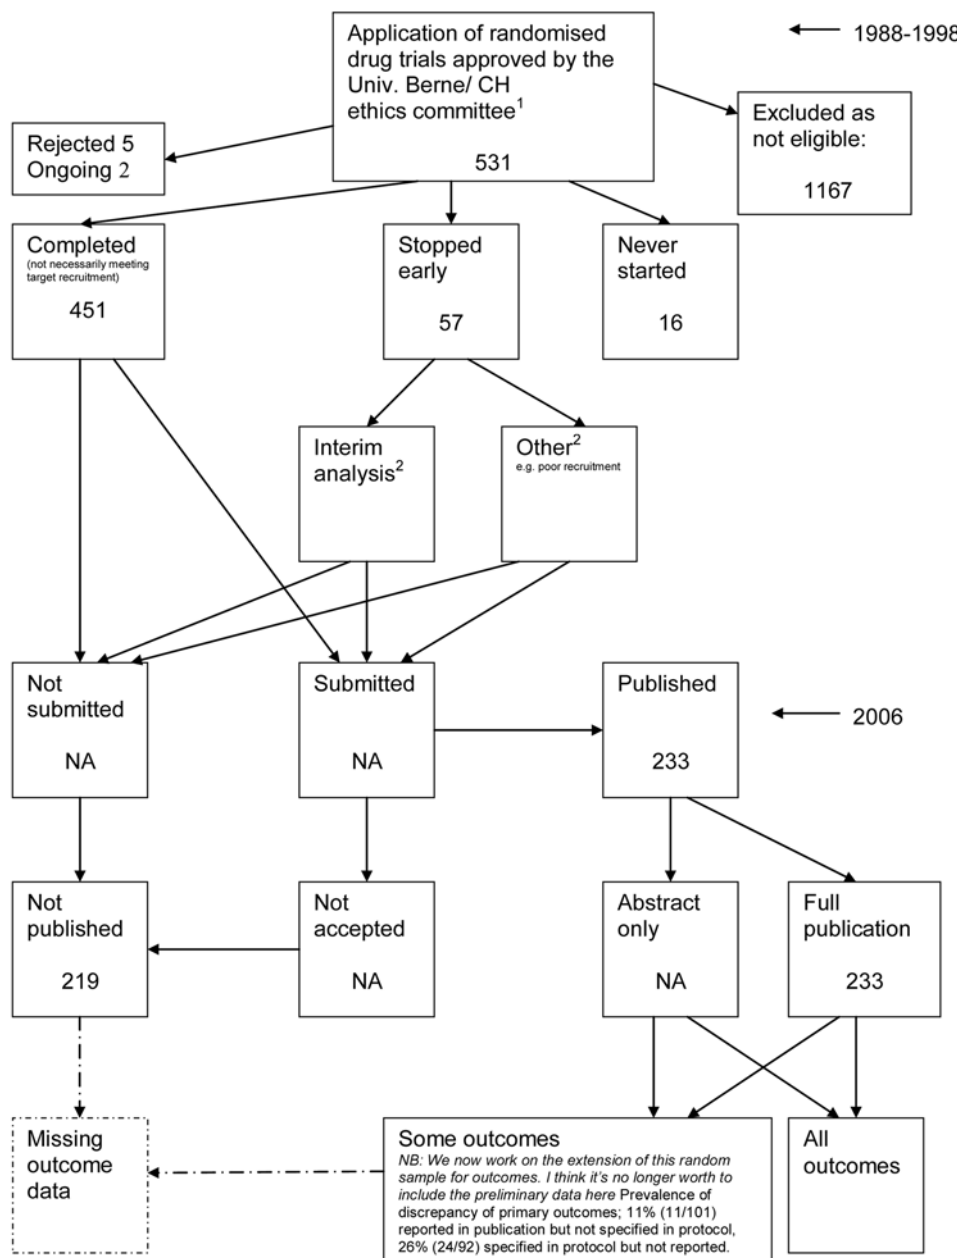 Application of randomised
drug trials approved by the
Univ. Berne/ CH
ethics committee1
531
1988-1998
Rejected 5
Ongoing 2
Excluded as
not eligible:
1167
Completed
(not necessarily meeting
target recruitment)
451
Stopped
early
57
Never
started
16
Interim
analysis2
Other2
e.g. poor recruitment
Not
submitted
NA
Submitted
NA
Published
233
2006
Not
published
219
Not
accepted
NA
Abstract
only
NA
Full
publication
233
Missing
outcome
data
Some outcomes
NB: We now work on the extension of this random
sample for outcomes. I think it's no longer worth to
include the preliminary data here Prevalence of
discrepancy of primary outcomes; 11% (11/101)
reported in publication but not specified in protocol,
26% (24/92) specified in protocol but not reported.
All
outcomes